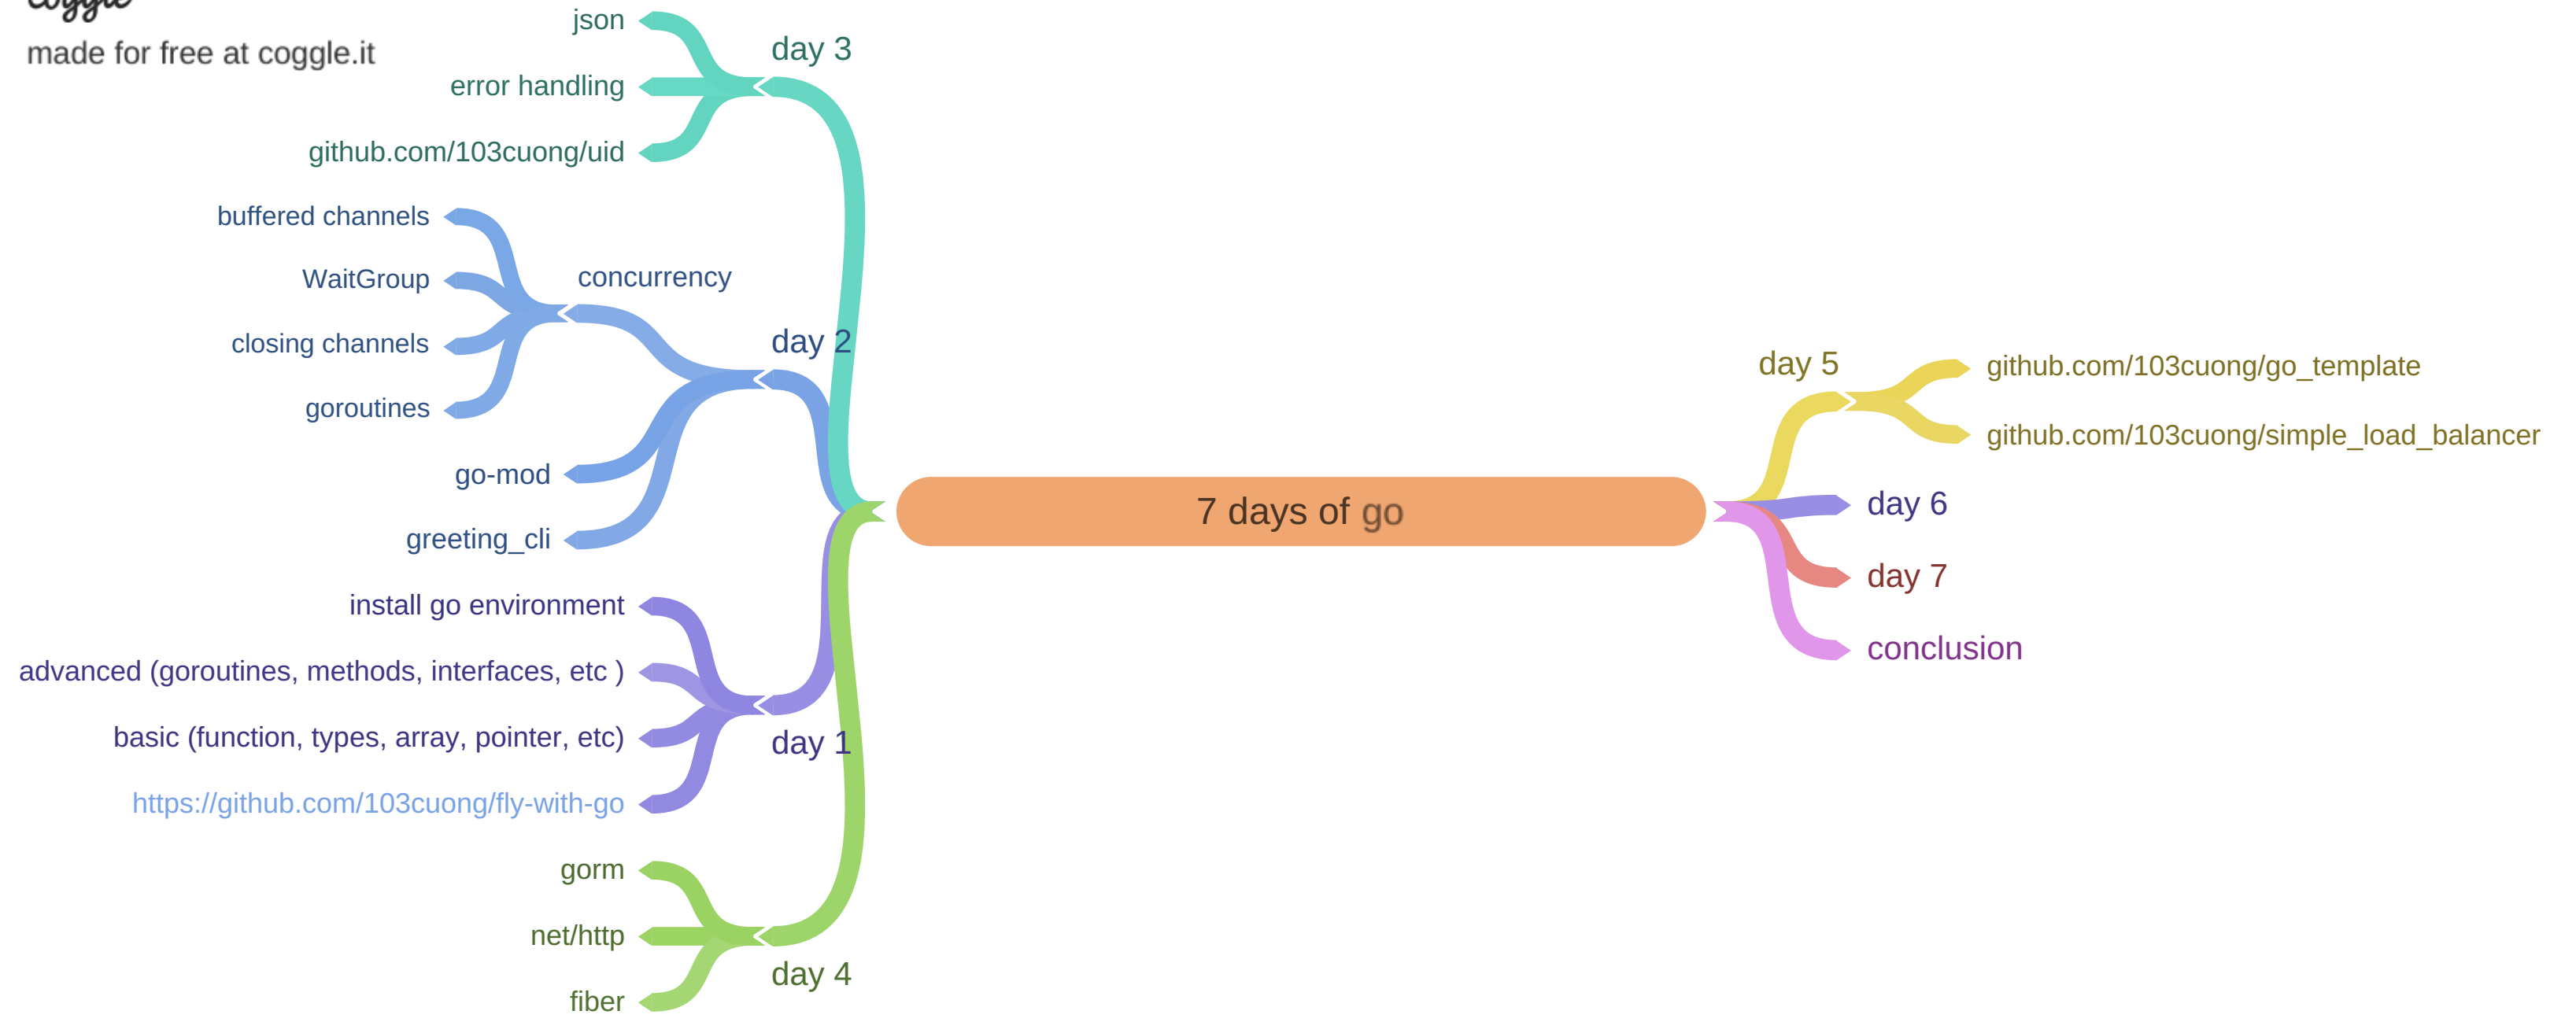 coggle
made for free at coggle.it
json
day 3
error handling
github.com/103cuong/uid
buffered channels
WaitGroup
concurrency
closing channels
day 2
goroutines
go-mod
greeting_cli
install go environment
advanced (goroutines, methods, interfaces, etc )
basic (function, types, array, pointer, etc)
day 1
https://github.com/103cuong/fly-with-go
gorm
net/http
day 4
fiber
7 days of go
day 5
github.com/103cuong/go_template
github.com/103cuong/simple_load_balancer
day 6
day 7
conclusion